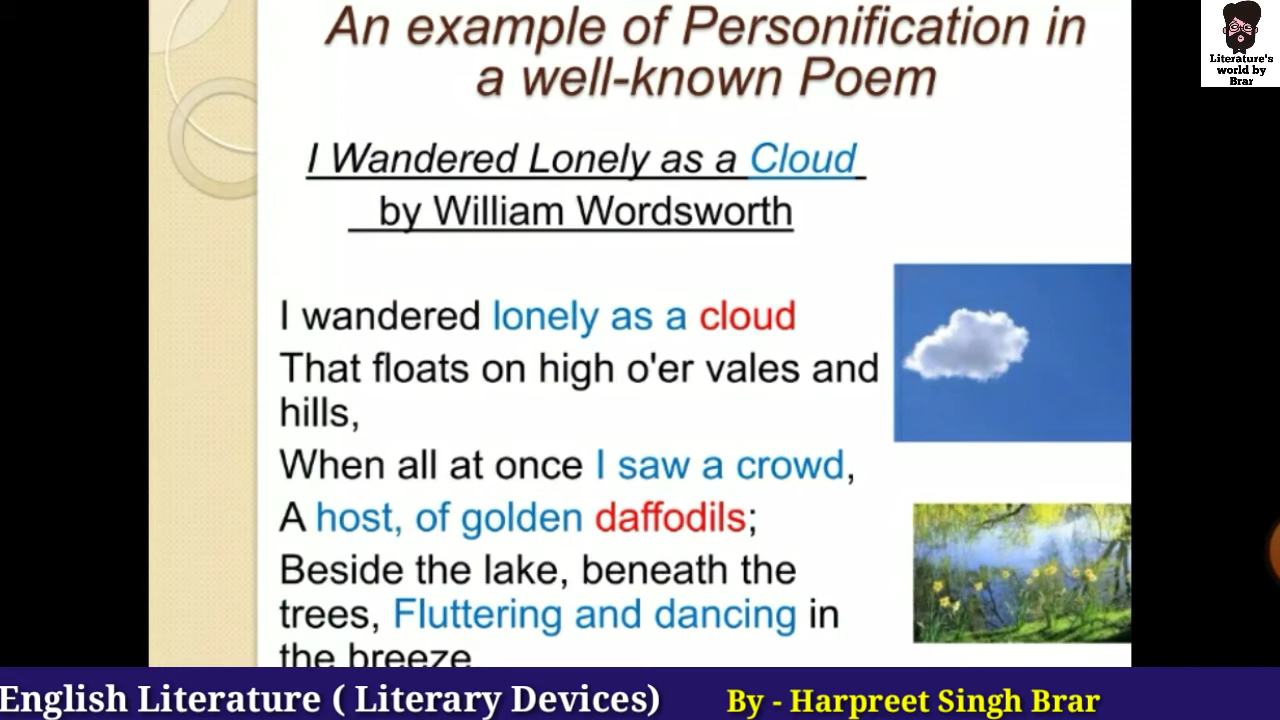 An example of Personification in
a well-known Poem
Literature's
world by
Brar
I Wandered Lonely as a Cloud
by William Wordsworth
I wandered lonely as a cloud
That floats on high o'er vales and
hills,
When all at once I saw a crowd,
A host, of golden daffodils;
Beside the lake, beneath the
trees, Fluttering and dancing in
the breeze
English Literature ( Literary Devices)
By - Harpreet Singh Brar